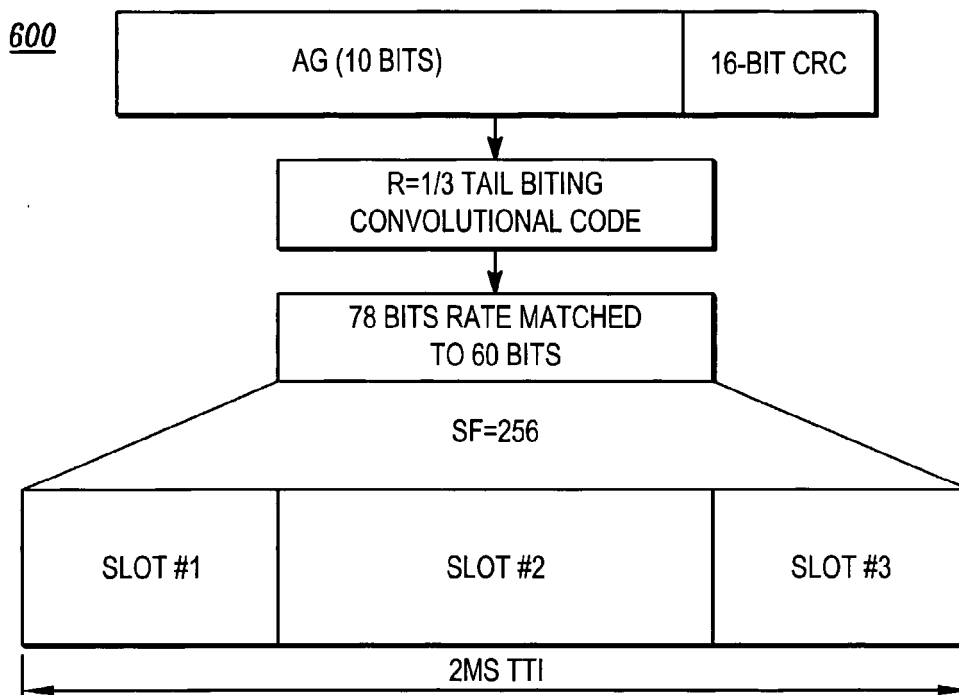 600
AG (10 BITS)
16-BIT CRC
R=1/3 TAIL BITING
CONVOLUTIONAL CODE
78 BITS RATE MATCHED
TO 60 BITS
SF=256
SLOT #1
SLOT #2
SLOT #3
2MS TTI